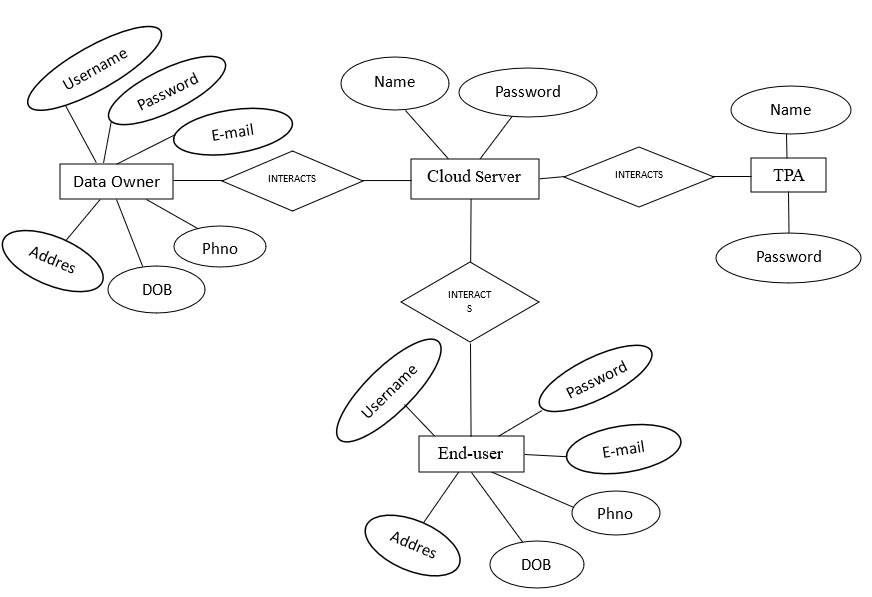 Username
Password
E-mail
Name
Password
Name
Data Owner
INTERACTS
Cloud Server
INTERACTS
TPA
Addres
DOB
Phno
Password
INTERACT
S
Username
Password
E-mail
End-user
Phno
Addres
DOB